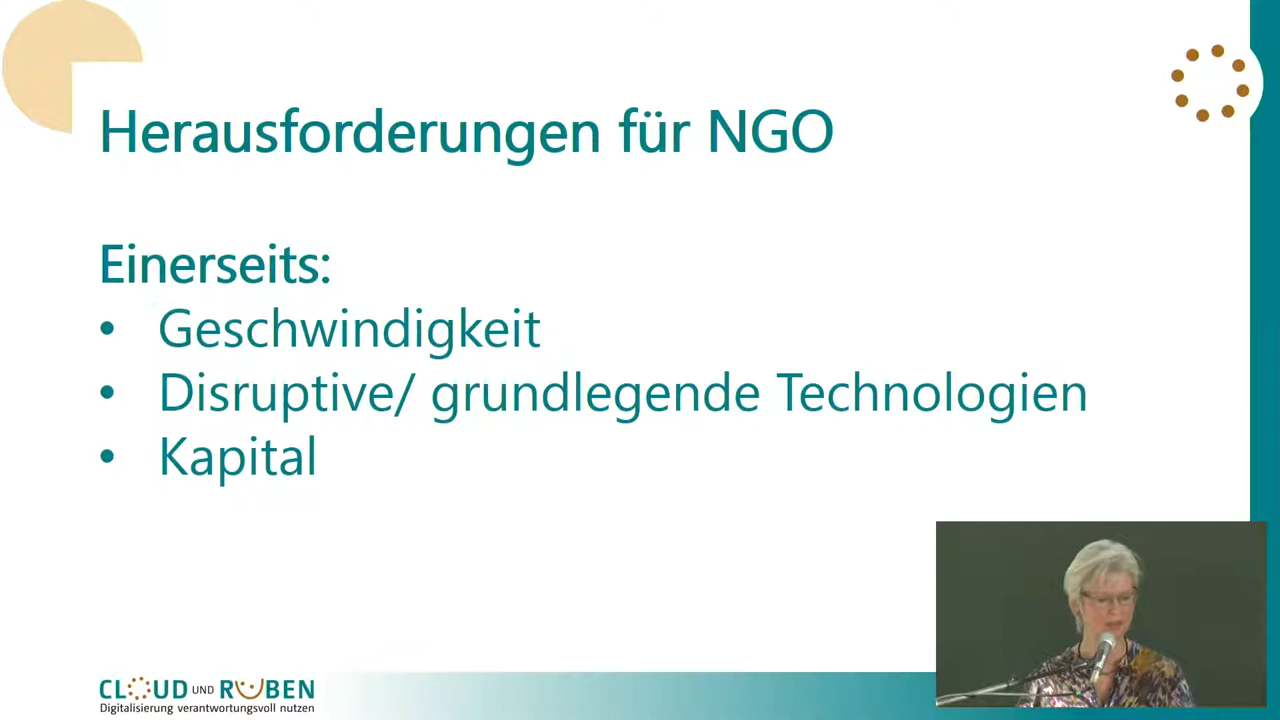 Herausforderungen für NGO
Einerseits:
• Geschwindigkeit
• Disruptive/ grundlegende Technologien
• Kapital
CLOUD UND RÜBEN
Digitalisierung verantwortungsvoll nutzen